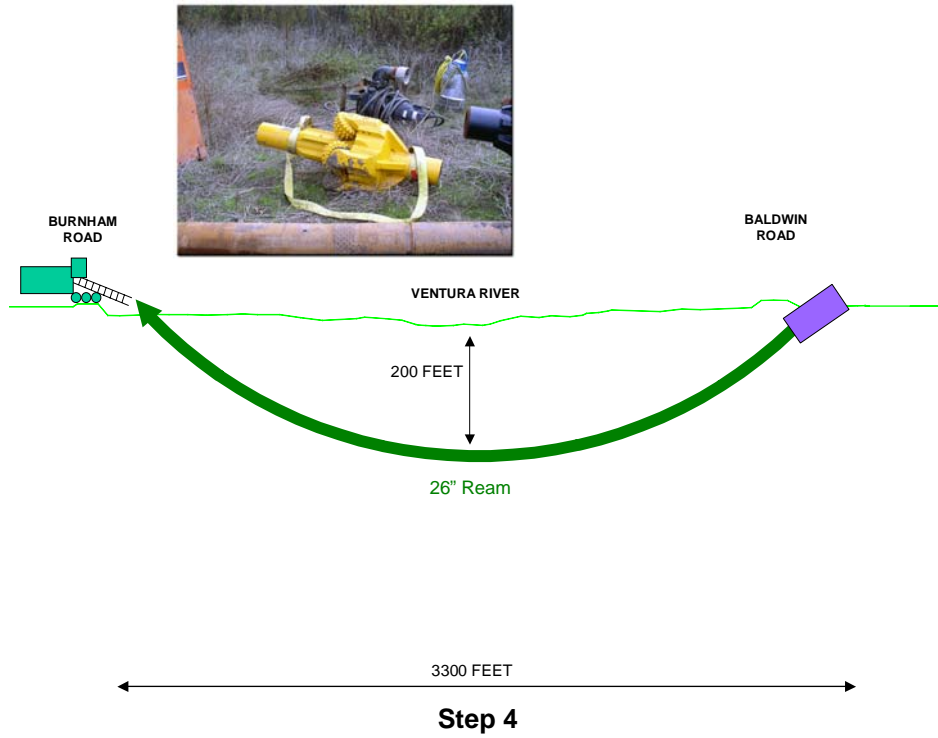 BURNHAM
ROAD
BALDWIN
ROAD
VENTURA RIVER
200 FEET
26” Ream
3300 FEET
Step 4